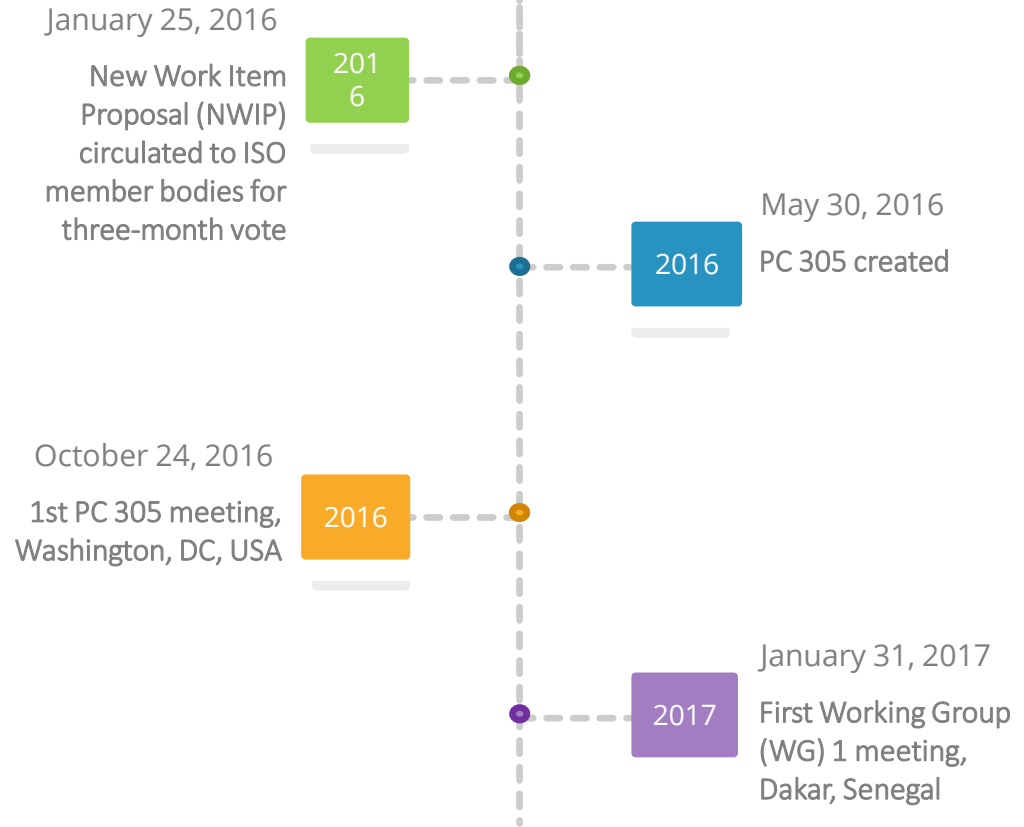 January 25, 2016
201
6
New Work Item
Proposal (NWIP)
circulated to ISO
member bodies for
three-month vote
May 30, 2016
2016
PC 305 created
October 24, 2016
2016
1st PC 305 meeting,
Washington, DC, USA
January 31, 2017
2017
First Working Group
(WG) 1 meeting,
Dakar, Senegal